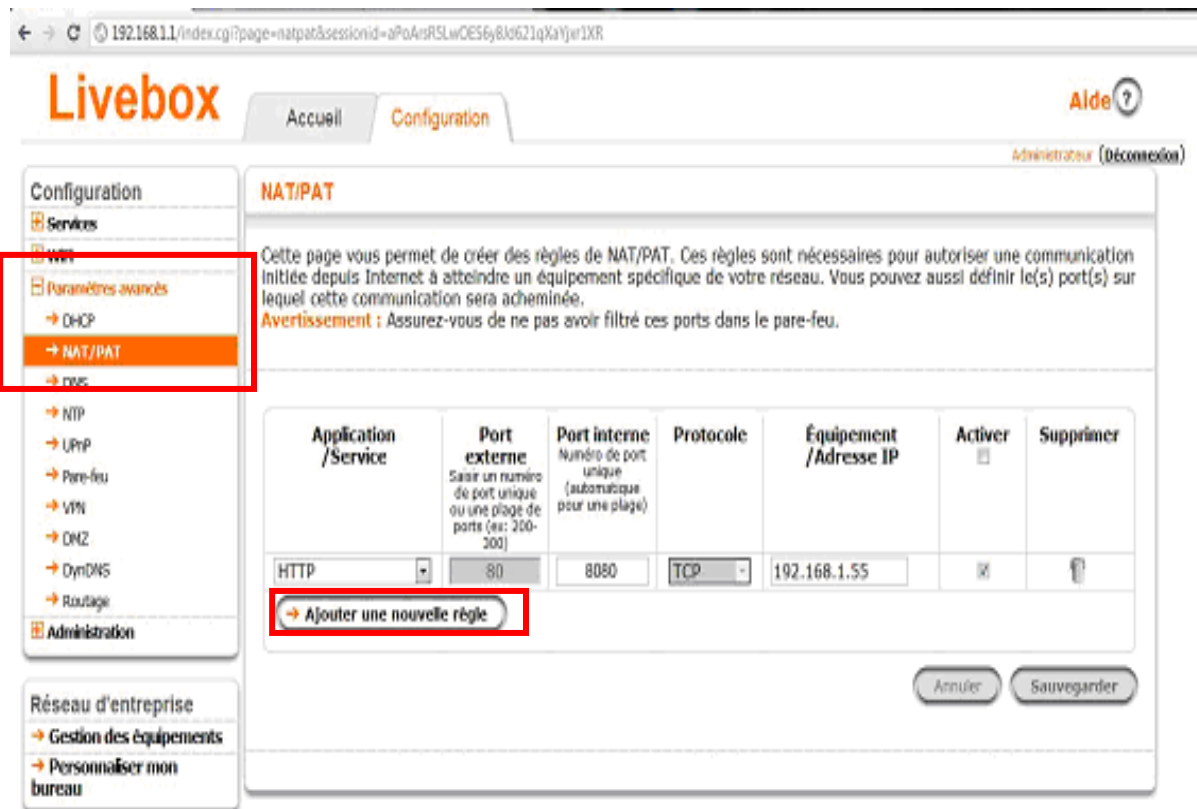 192.168.1.1/index.cgi?page=natpat&sessionid=
Livebox
Accueil
Configuration
Aide ?
Administrateur (Déconnexion)
Configuration
Services
Paramètres avancés
DHCP
NAT/PAT
DNS
NTP
UPnP
Pare-feu
VPN
DMZ
DynDNS
Routage
Administration
Réseau d'entreprise
Gestion des équipements
Personnaliser mon
bureau
NAT/PAT
Cette page vous permet de créer des règles de NAT/PAT. Ces règles sont nécessaires pour autoriser une communication
initiée depuis Internet à atteindre un équipement spécifique de votre réseau. Vous pouvez aussi définir le(s) port(s) sur
lequel cette communication sera acheminée.
Avertissement : Assurez-vous de ne pas avoir filtré ces ports dans le pare-feu.
Application
/Service
Port
externe
Saisir un numéro
de port unique
ou une plage de
ports (ex: 200-
300)
Port interne
Numéro de port
unique
(automatique
pour une plage)
Protocole
Équipement
/Adresse IP
Activer
Supprimer
HTTP
80
8080
TCP
192.168.1.55
Ajouter une nouvelle règle
Annuler
Sauvegarder